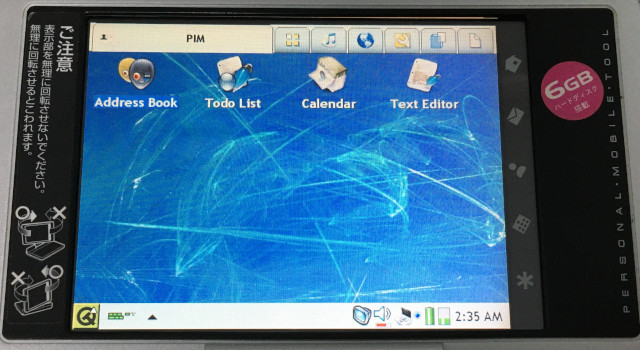 ご注意
表示部を無理に回転させないでください。
無理に回転させるとこわれます。
PIM
Address Book
Todo List
Calendar
Text Editor
2:35 AM
6GB
ハードディスク
搭載
PERSONAL・MOBILE・TOOL